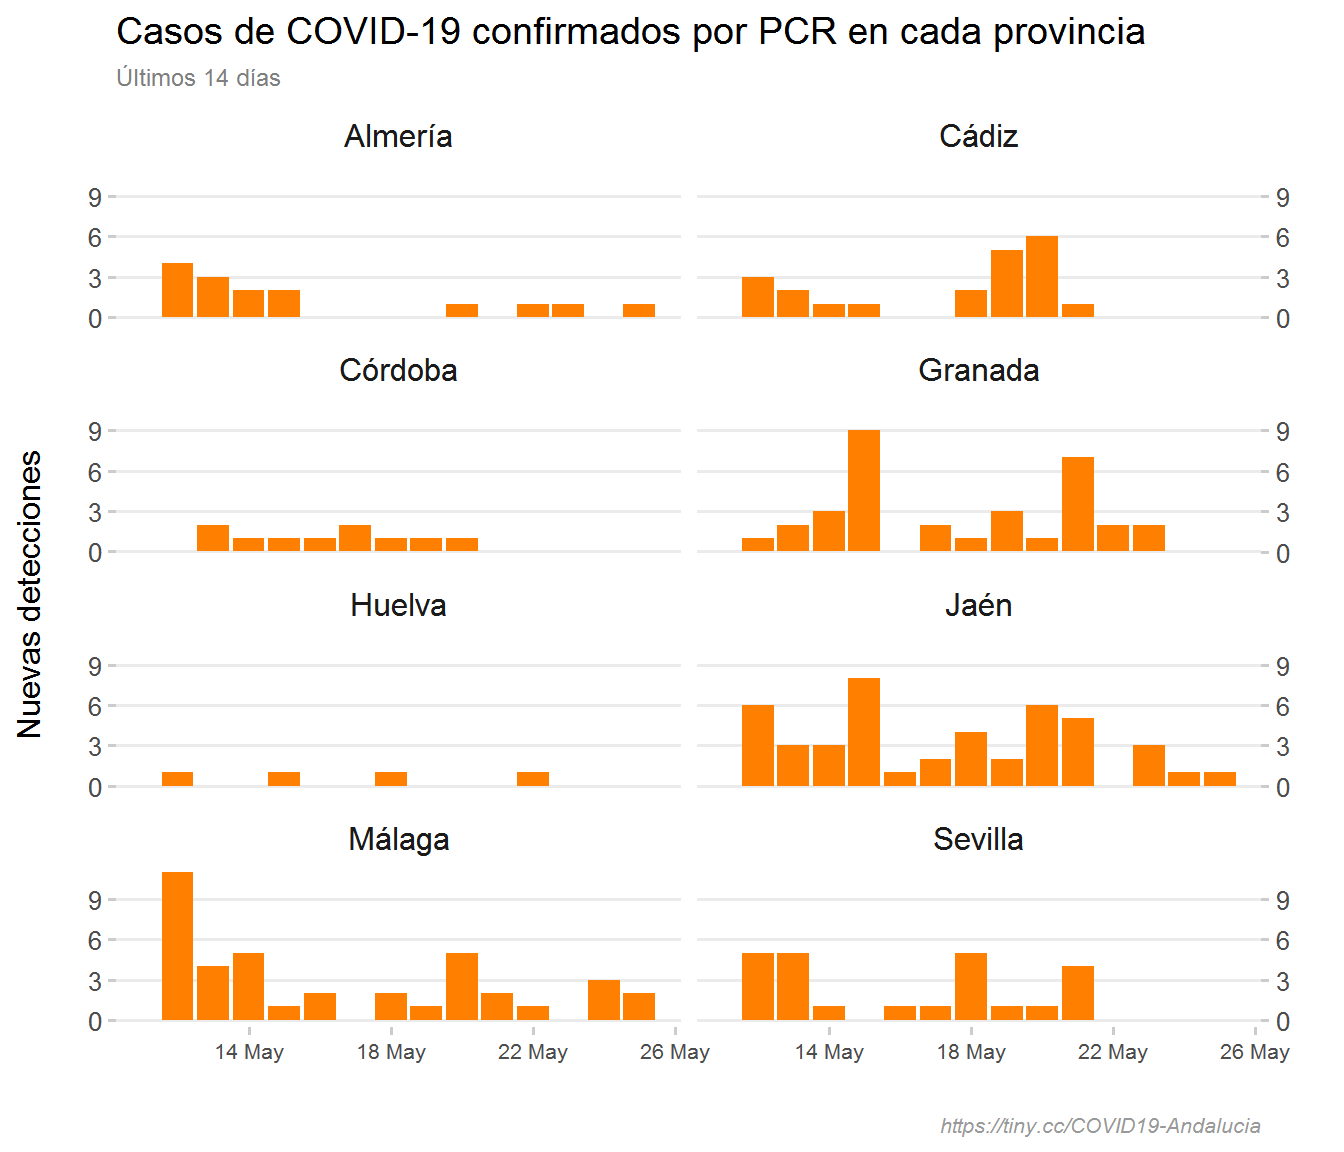 Casos de COVID-19 confirmados por PCR en cada provincia
Últimos 14 días
Almería
Cádiz
9
6
3
0
9
6
3
0
Córdoba
Granada
9
6
3
0
9
6
3
0
Nuevas detecciones
Huelva
Jaén
9
6
3
0
9
6
3
0
Málaga
Sevilla
9
6
3
0
9
6
3
0
14 May 18 May 22 May 26 May
14 May 18 May 22 May 26 May
https://tiny.cc/COVID19-Andalucia